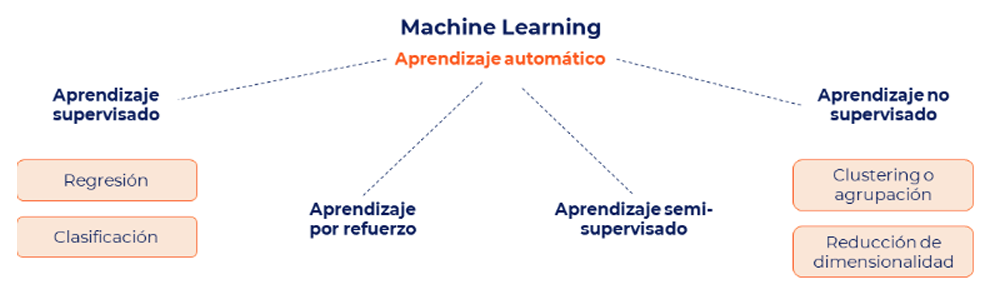 Machine Learning
Aprendizaje automático
Aprendizaje
supervisado
Regresión
Clasificación
Aprendizaje
por refuerzo
Aprendizaje semi-
supervisado
Aprendizaje no
supervisado
Clustering o
agrupación
Reducción de
dimensionalidad